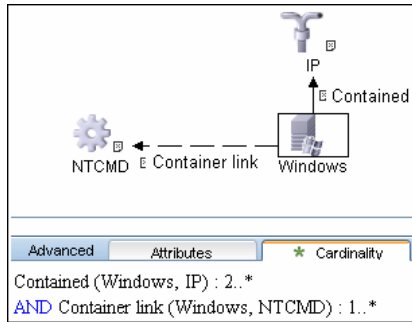 IP
Contained
NTCMD
Container link
Windows
Advanced
Attributes
* Cardinality
Contained (Windows, IP) : 2..*
AND Container link (Windows, NTCMD) : 1..*